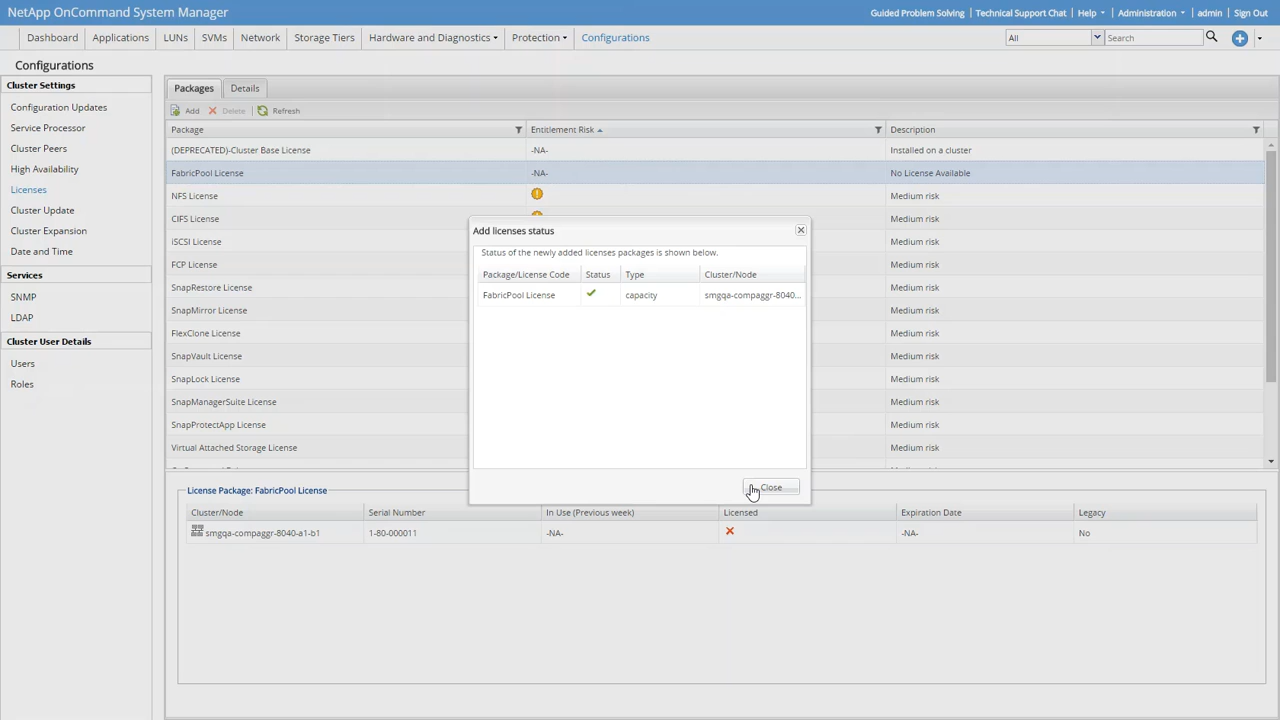 NetApp OnCommand System Manager
Guided Problem Solving Technical Support Chat Help Administration admin Sign Out
Dashboard Applications LUNs SVMs Network Storage Tiers Hardware and Diagnostics Protection Configurations All Search
Configurations
Cluster Settings
Configuration Updates
Service Processor
Cluster Peers
High Availability
Licenses
Cluster Update
Cluster Expansion
Date and Time
Services
SNMP
LDAP
Cluster User Details
Users
Roles
Packages Details
Add Delete Refresh
Package Entitlement Risk Description
(DEPRECATED)-Cluster Base License -NA- Installed on a cluster
FabricPool License -NA- No License Available
NFS License Medium risk
CIFS License Medium risk
iSCSI License Medium risk
FCP License Medium risk
SnapRestore License Medium risk
SnapMirror License Medium risk
FlexClone License Medium risk
SnapVault License Medium risk
SnapLock License Medium risk
SnapManagerSuite License Medium risk
SnapProtectApp License Medium risk
Virtual Attached Storage License Medium risk
Add licenses status
Status of the newly added licenses packages is shown below.
Package/License Code Status Type Cluster/Node
FabricPool License capacity smgqa-compaggr-8040...
Close
License Package: FabricPool License
Cluster/Node Serial Number In Use (Previous week) Licensed Expiration Date Legacy
smgqa-compaggr-8040-a1-b1 1-80-000011 -NA- -NA- No